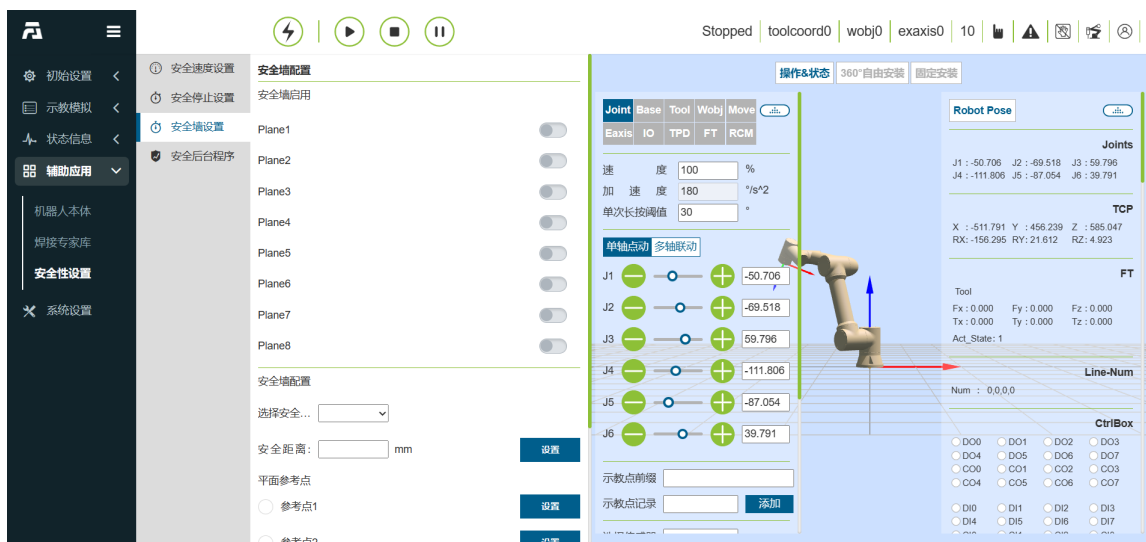 Stopped toolcoord0 wobj0 exaxis0 10
初始设置
示教模拟
状态信息
辅助应用
机器人本体
焊接专家库
安全性设置
系统设置
安全速度设置
安全停止设置
安全墙设置
安全后台程序
安全墙配置
安全墙启用
Plane1
Plane2
Plane3
Plane4
Plane5
Plane6
Plane7
Plane8
安全墙配置
选择安全...
安全距离: mm 设置
平面参考点
参考点1 设置
操作&状态 360°自由安装 固定安装
Joint Base Tool Wobj Move
Eaxis IO TPD FT RCM
速 度 100 %
加 速 度 180 °/s^2
单次长按阈值 30 °
单轴点动 多轴联动
J1 -50.706
J2 -69.518
J3 59.796
J4 -111.806
J5 -87.054
J6 39.791
示教点前缀
示教点记录 添加
Robot Pose
Joints
J1 : -50.706 J2 : -69.518 J3 : 59.796
J4 : -111.806 J5 : -87.054 J6 : 39.791
TCP
X : -511.791 Y : 456.239 Z : 585.047
RX: -156.295 RY: 21.612 RZ: 4.923
FT
Tool
Fx : 0.000 Fy : 0.000 Fz : 0.000
Tx : 0.000 Ty : 0.000 Tz : 0.000
Act_State: 1
Line-Num
Num : 0,0,0,0
CtrlBox
DO0 DO1 DO2 DO3
DO4 DO5 DO6 DO7
CO0 CO1 CO2 CO3
CO4 CO5 CO6 CO7
DI0 DI1 DI2 DI3
DI4 DI5 DI6 DI7